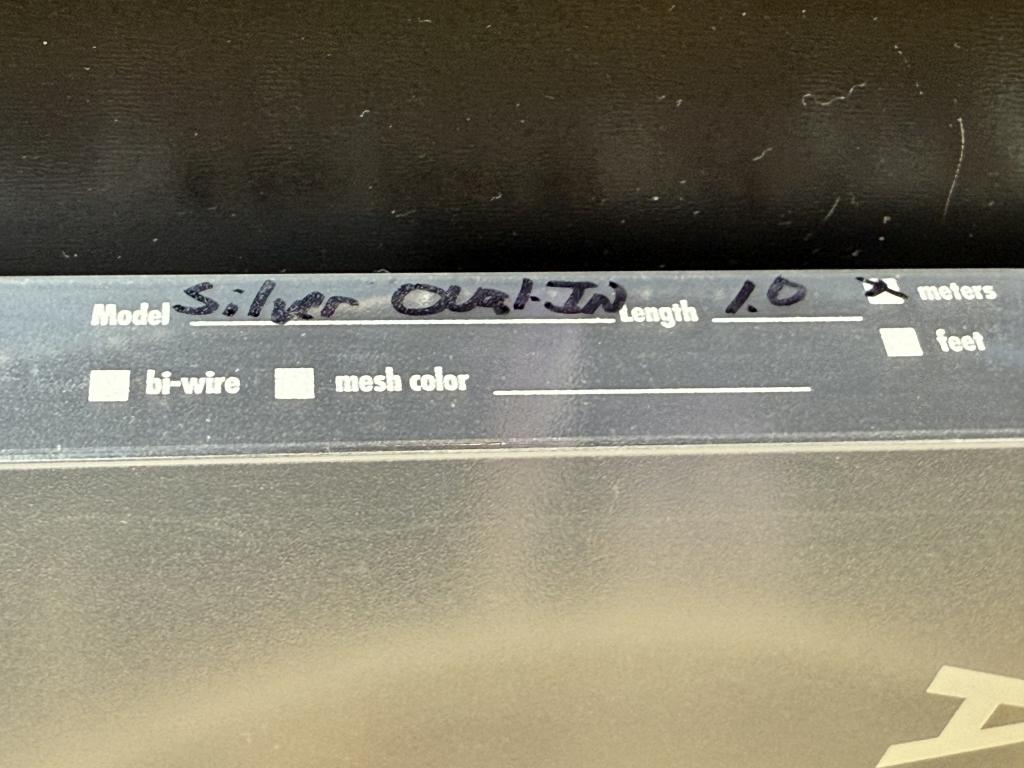 Model Silver Oval-IN Length 1.0 meters
feet
bi-wire mesh color
A